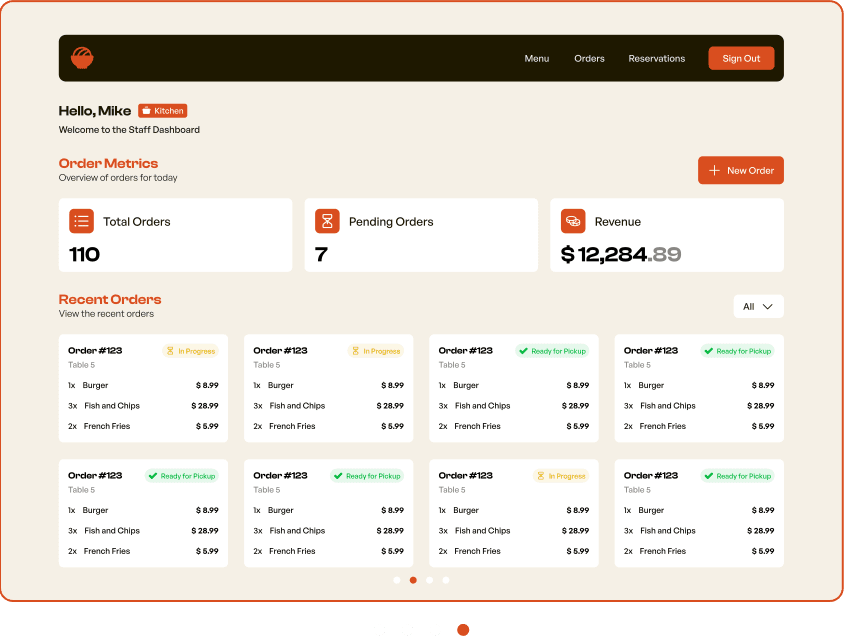 Menu Orders Reservations Sign Out
Hello, Mike Kitchen
Welcome to the Staff Dashboard
Order Metrics
Overview of orders for today
New Order
Total Orders
110
Pending Orders
7
Revenue
$ 12,284.89
Recent Orders
View the recent orders
All
Order #123 In Progress
Table 5
1x Burger $ 8.99
3x Fish and Chips $ 28.99
2x French Fries $ 5.99
Order #123 In Progress
Table 5
1x Burger $ 8.99
3x Fish and Chips $ 28.99
2x French Fries $ 5.99
Order #123 Ready for Pickup
Table 5
1x Burger $ 8.99
3x Fish and Chips $ 28.99
2x French Fries $ 5.99
Order #123 Ready for Pickup
Table 5
1x Burger $ 8.99
3x Fish and Chips $ 28.99
2x French Fries $ 5.99
Order #123 Ready for Pickup
Table 5
1x Burger $ 8.99
3x Fish and Chips $ 28.99
2x French Fries $ 5.99
Order #123 Ready for Pickup
Table 5
1x Burger $ 8.99
3x Fish and Chips $ 28.99
2x French Fries $ 5.99
Order #123 In Progress
Table 5
1x Burger $ 8.99
3x Fish and Chips $ 28.99
2x French Fries $ 5.99
Order #123 Ready for Pickup
Table 5
1x Burger $ 8.99
3x Fish and Chips $ 28.99
2x French Fries $ 5.99